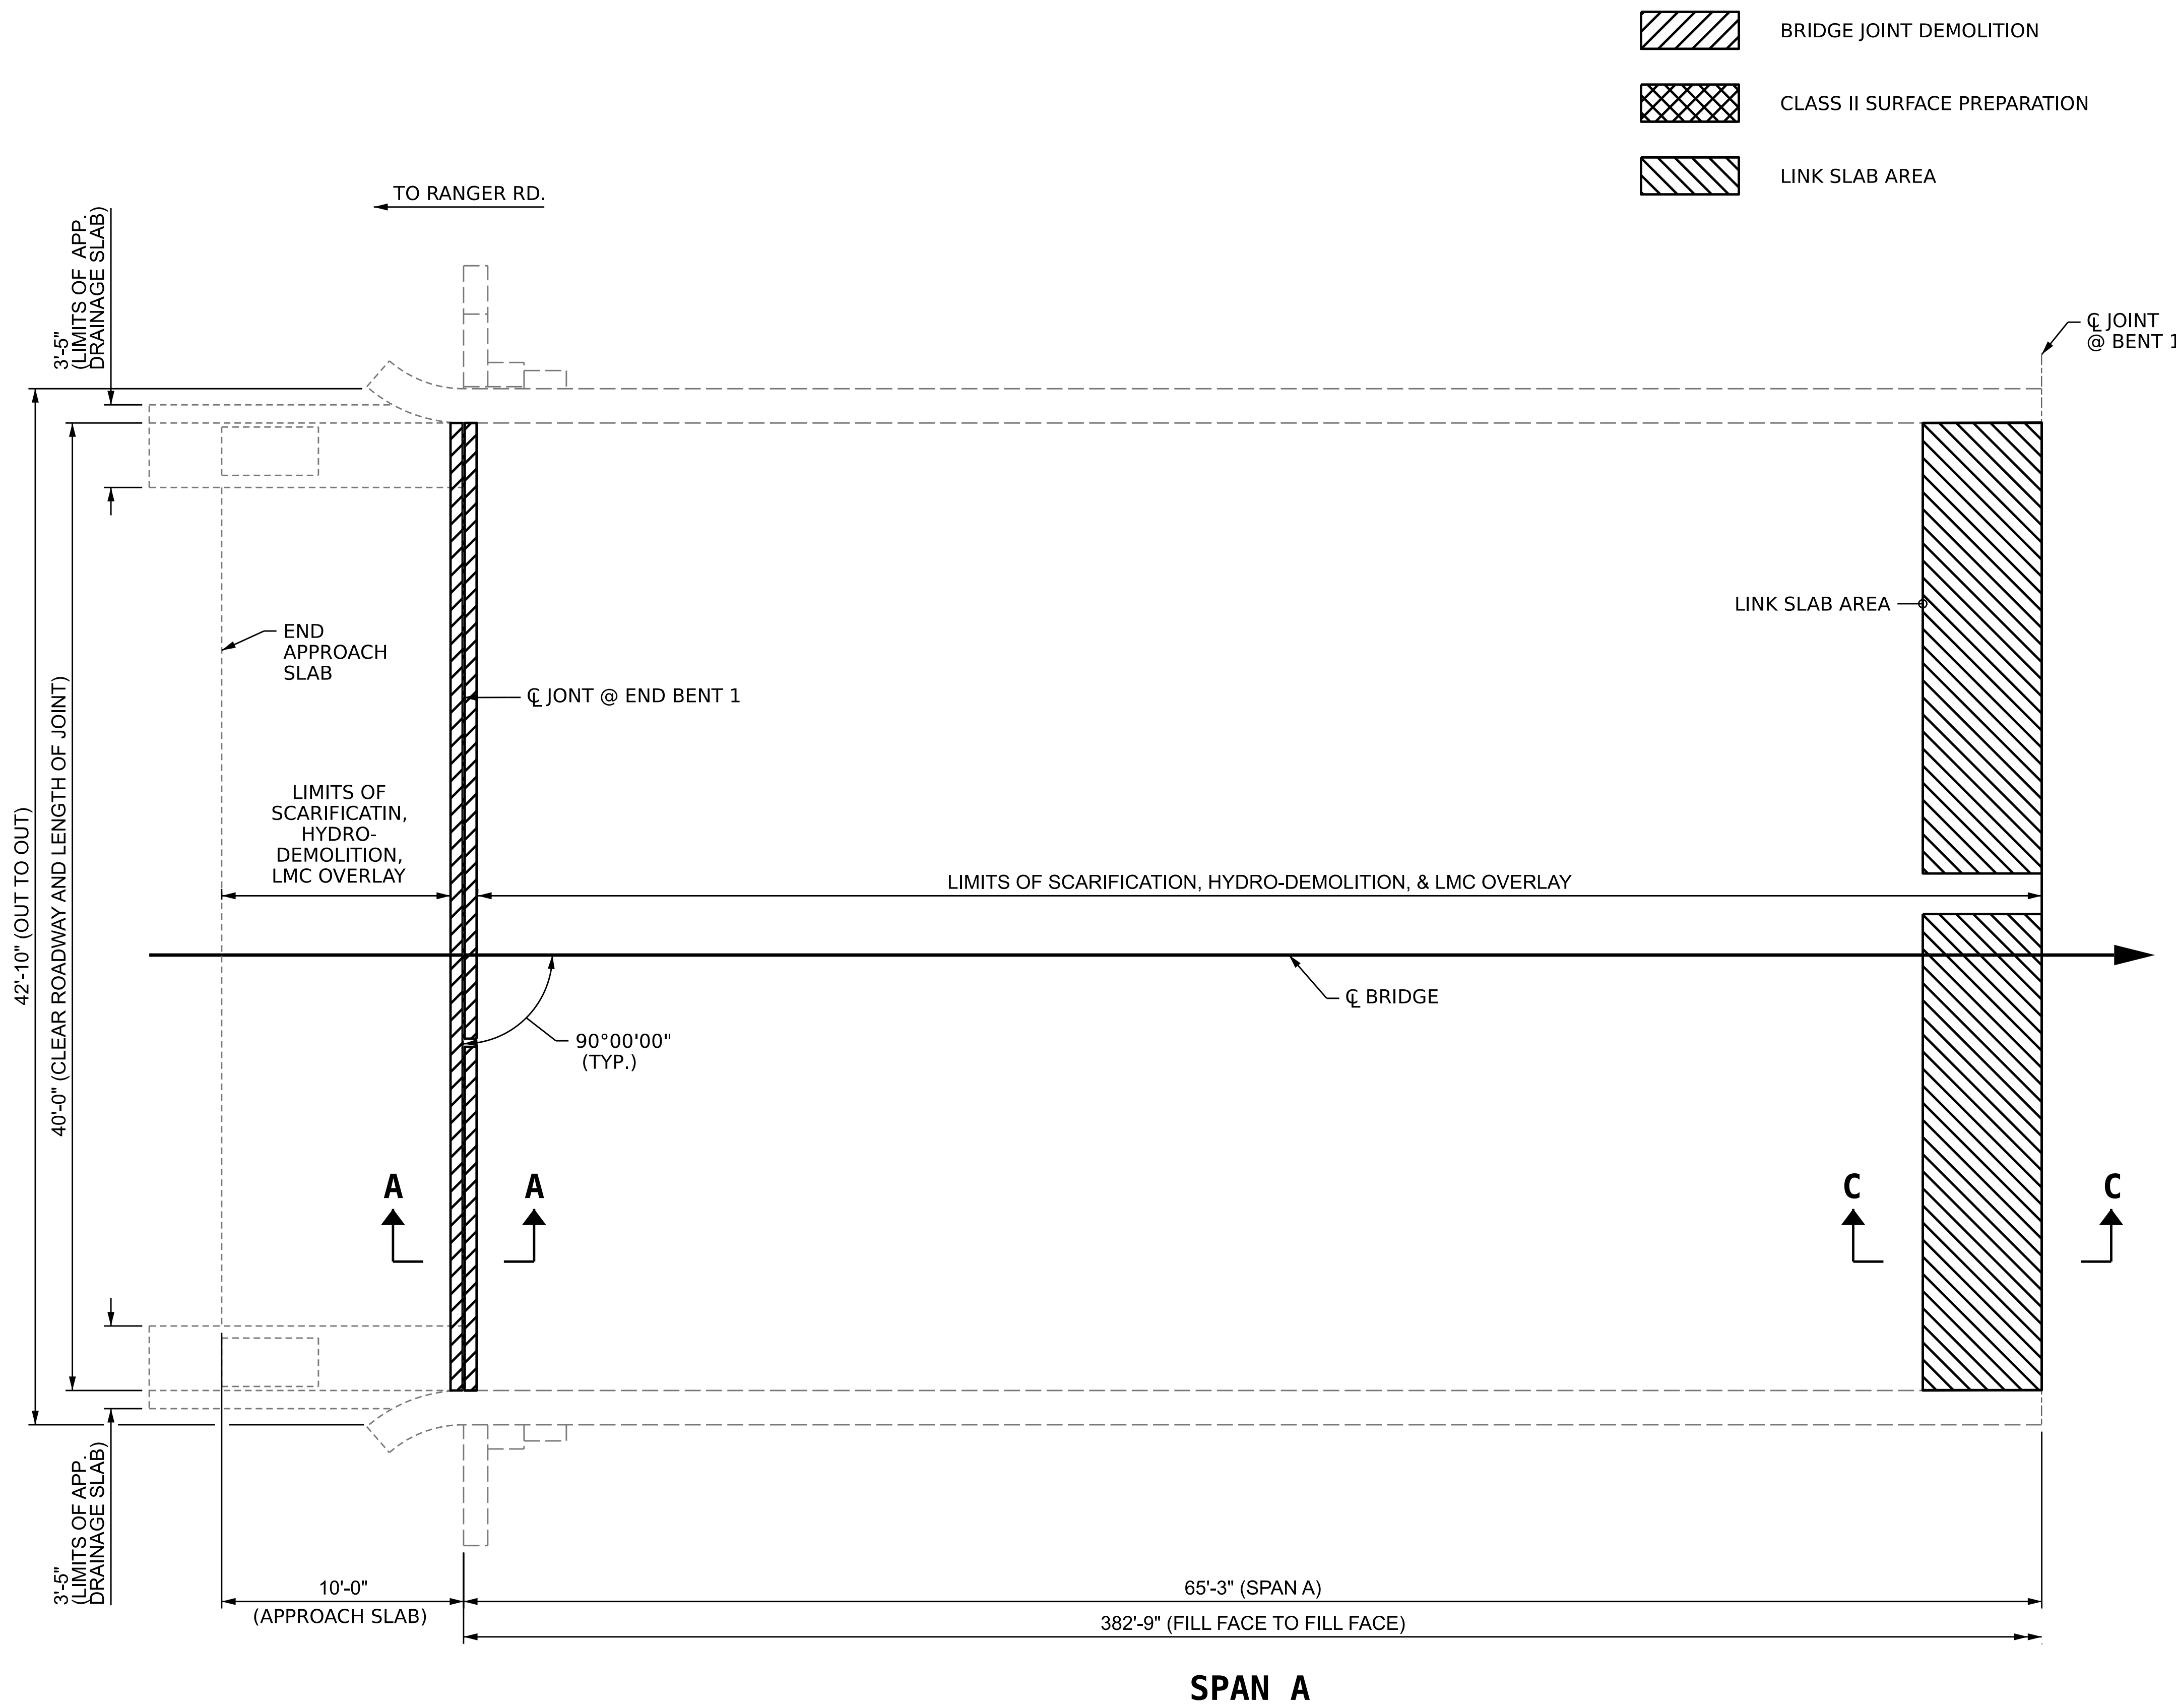 BRIDGE JOINT DEMOLITION
CLASS II SURFACE PREPARATION
LINK SLAB AREA
TO RANGER RD.
3'-5"
(LIMITS OF APP.
DRAINAGE SLAB)
℄ JOINT
@ BENT 1
END
APPROACH
SLAB
LINK SLAB AREA
℄ JONT @ END BENT 1
42'-10" (OUT TO OUT)
40'-0" (CLEAR ROADWAY AND LENGTH OF JOINT)
LIMITS OF
SCARIFICATIN,
HYDRO-
DEMOLITION,
LMC OVERLAY
LIMITS OF SCARIFICATION, HYDRO-DEMOLITION, & LMC OVERLAY
℄ BRIDGE
90°00'00"
(TYP.)
A A
C C
3'-5"
(LIMITS OF APP.
DRAINAGE SLAB)
10'-0"
(APPROACH SLAB)
65'-3" (SPAN A)
382'-9" (FILL FACE TO FILL FACE)
SPAN A